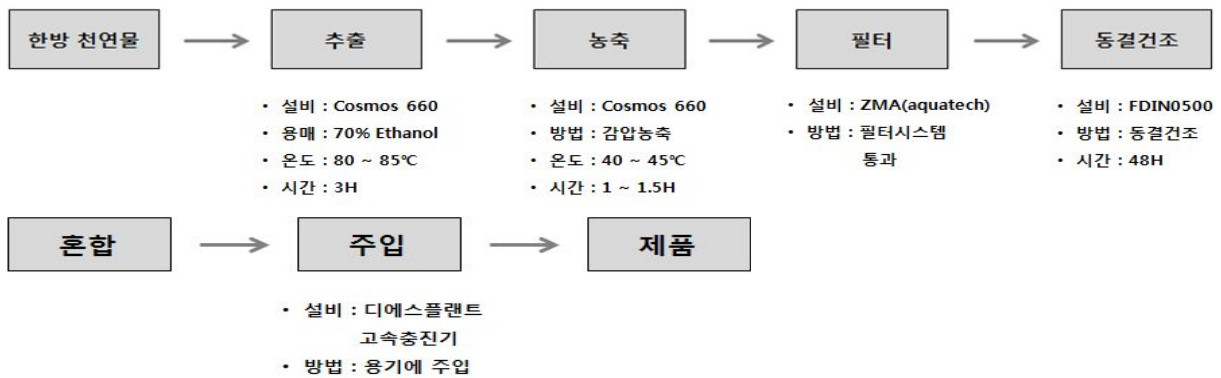 한방 천연물
추출
농축
필터
동결건조
• 설비 : Cosmos 660
• 용매 : 70% Ethanol
• 온도 : 80 ~ 85℃
• 시간 : 3H
• 설비 : Cosmos 660
• 방법 : 감압농축
• 온도 : 40 ~ 45℃
• 시간 : 1 ~ 1.5H
• 설비 : ZMA(aquatech)
• 방법 : 필터시스템
통과
• 설비 : FDIN0500
• 방법 : 동결건조
• 시간 : 48H
혼합
주입
제품
• 설비 : 디에스플랜트
고속충진기
• 방법 : 용기에 주입